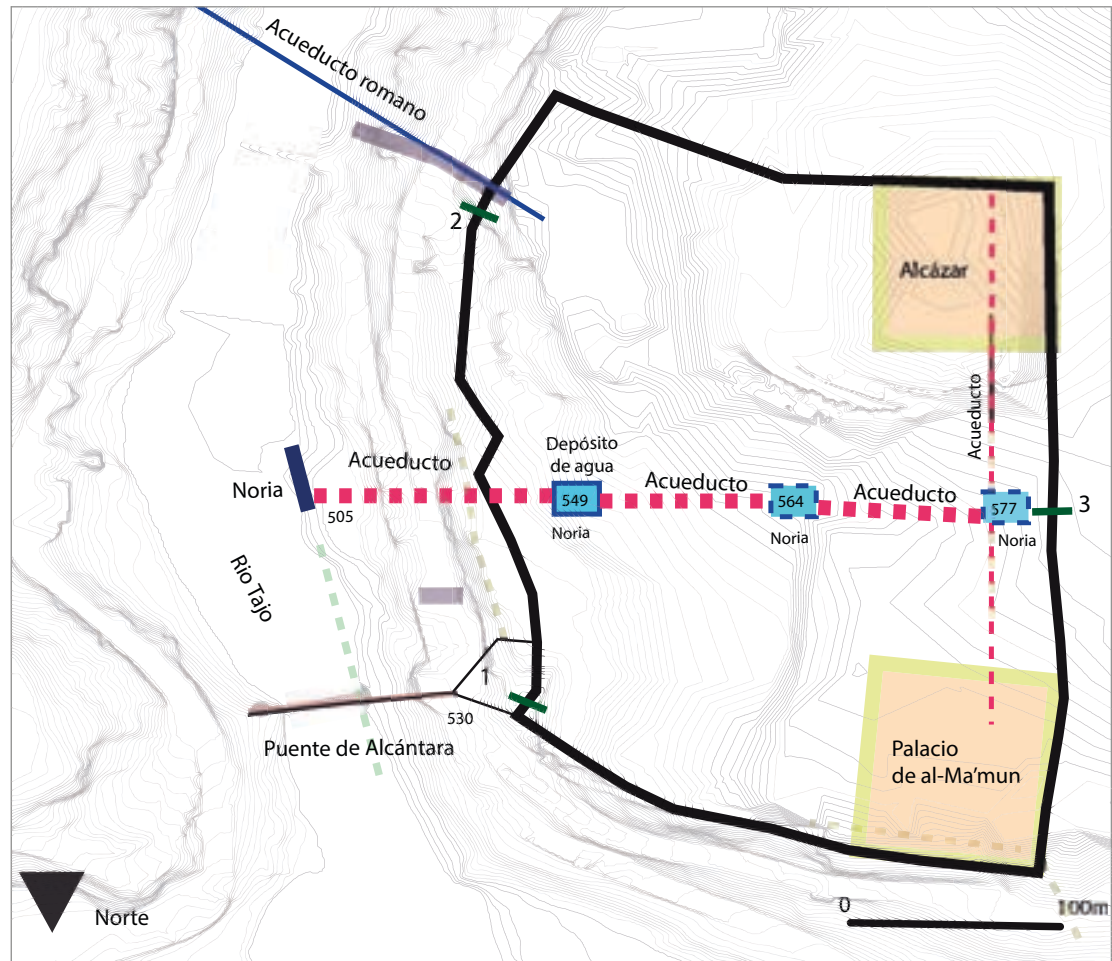 Acueducto romano
2
Alcázar
Acueducto
Depósito
de agua
Acueducto
Noria
Acueducto
Acueducto
549
564
577
3
505
Noria
Noria
Noria
Rio Tajo
1
530
Puente de Alcántara
Palacio
de al-Ma'mun
0
100m
Norte